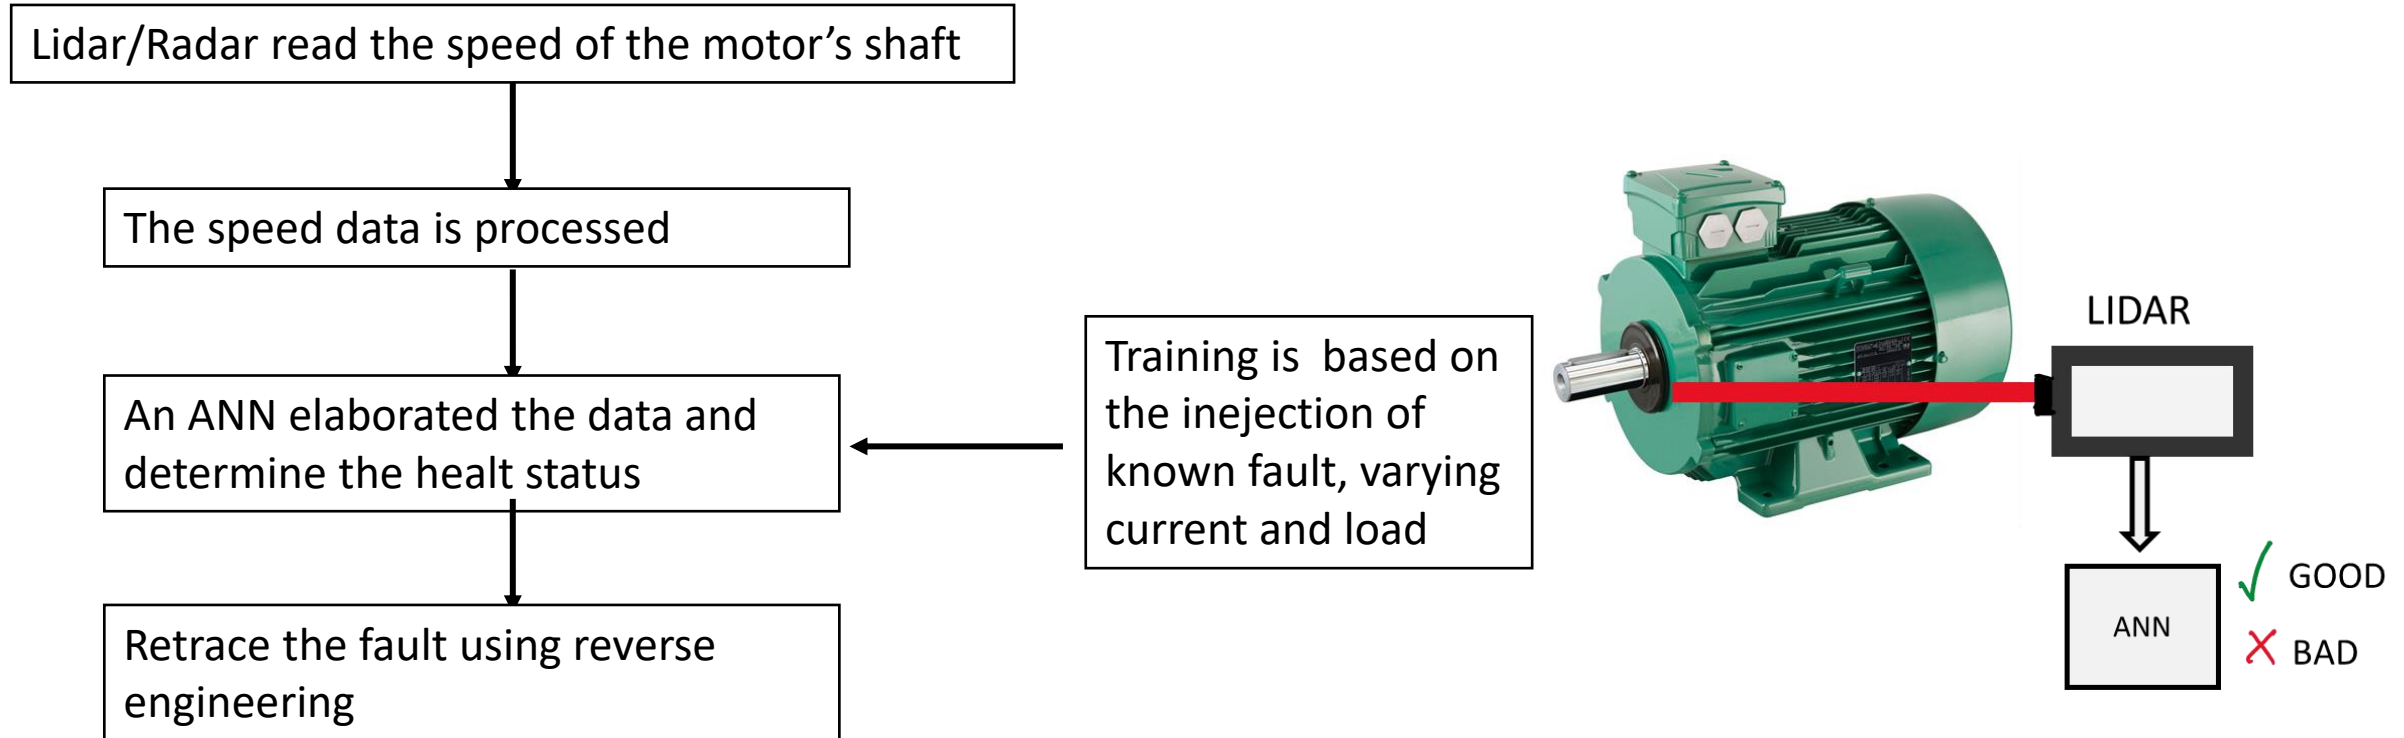 Lidar/Radar read the speed of the motor’s shaft
The speed data is processed
An ANN elaborated the data and
determine the healt status
Retrace the fault using reverse
engineering
Training is  based on
the inejection of
known fault, varying
current and load
LIDAR
ANN
GOOD
BAD